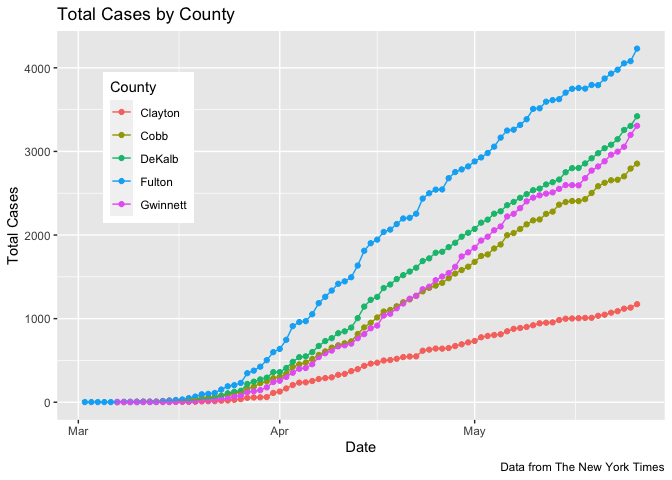 Total Cases by County
Total Cases
4000
3000
2000
1000
0
County
Clayton
Cobb
DeKalb
Fulton
Gwinnett
Mar Apr May
Date
Data from The New York Times